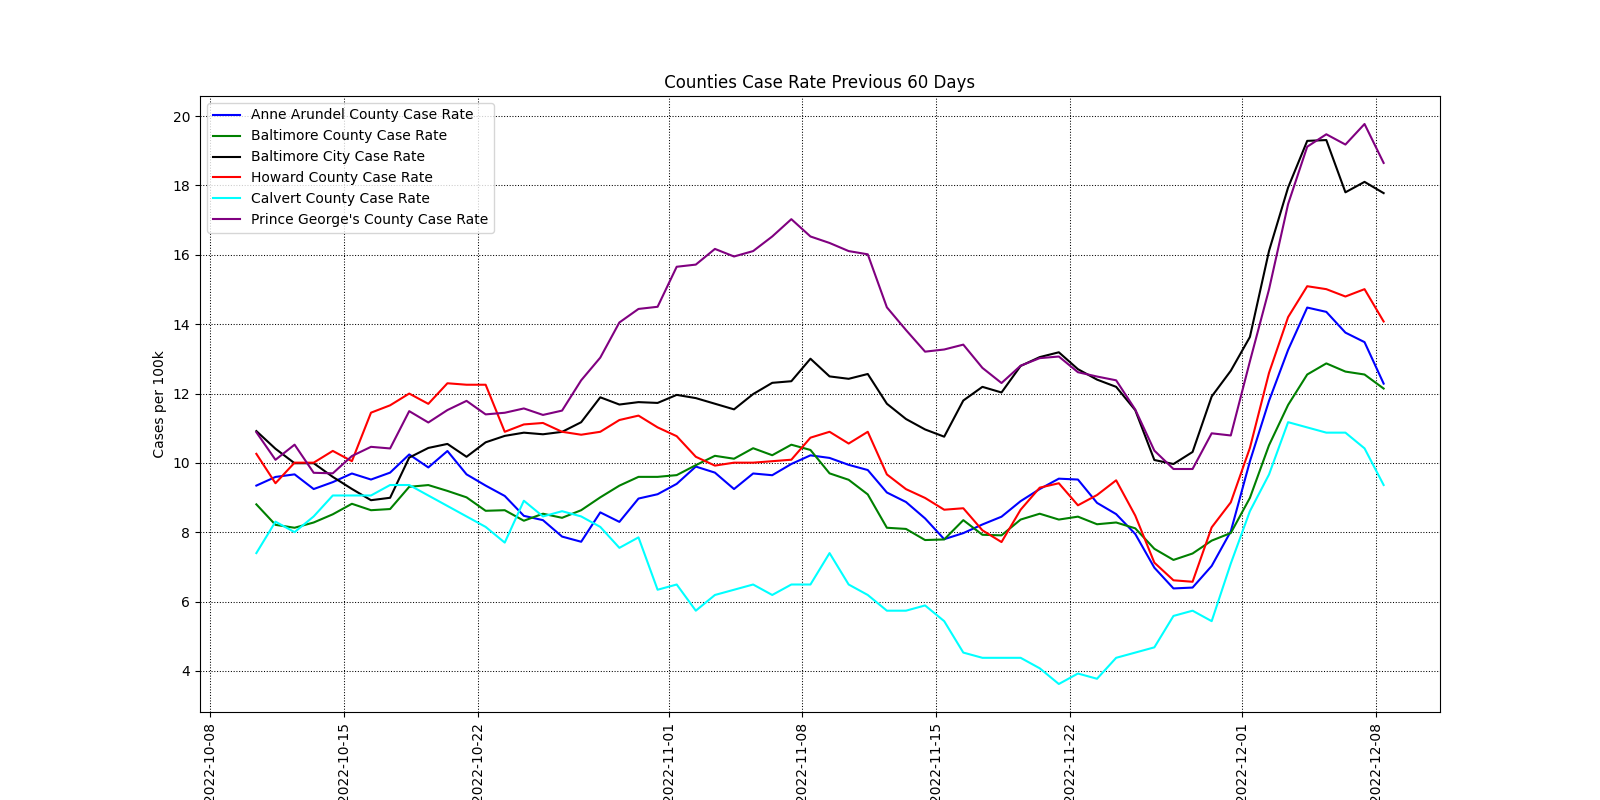 Counties Case Rate Previous 60 Days
Anne Arundel County Case Rate
Baltimore County Case Rate
Baltimore City Case Rate
Howard County Case Rate
Calvert County Case Rate
Prince George's County Case Rate
Cases per 100k
20
18
16
14
12
10
8
6
4
2022-10-08
2022-10-15
2022-10-22
2022-11-01
2022-11-08
2022-11-15
2022-11-22
2022-12-01
2022-12-08